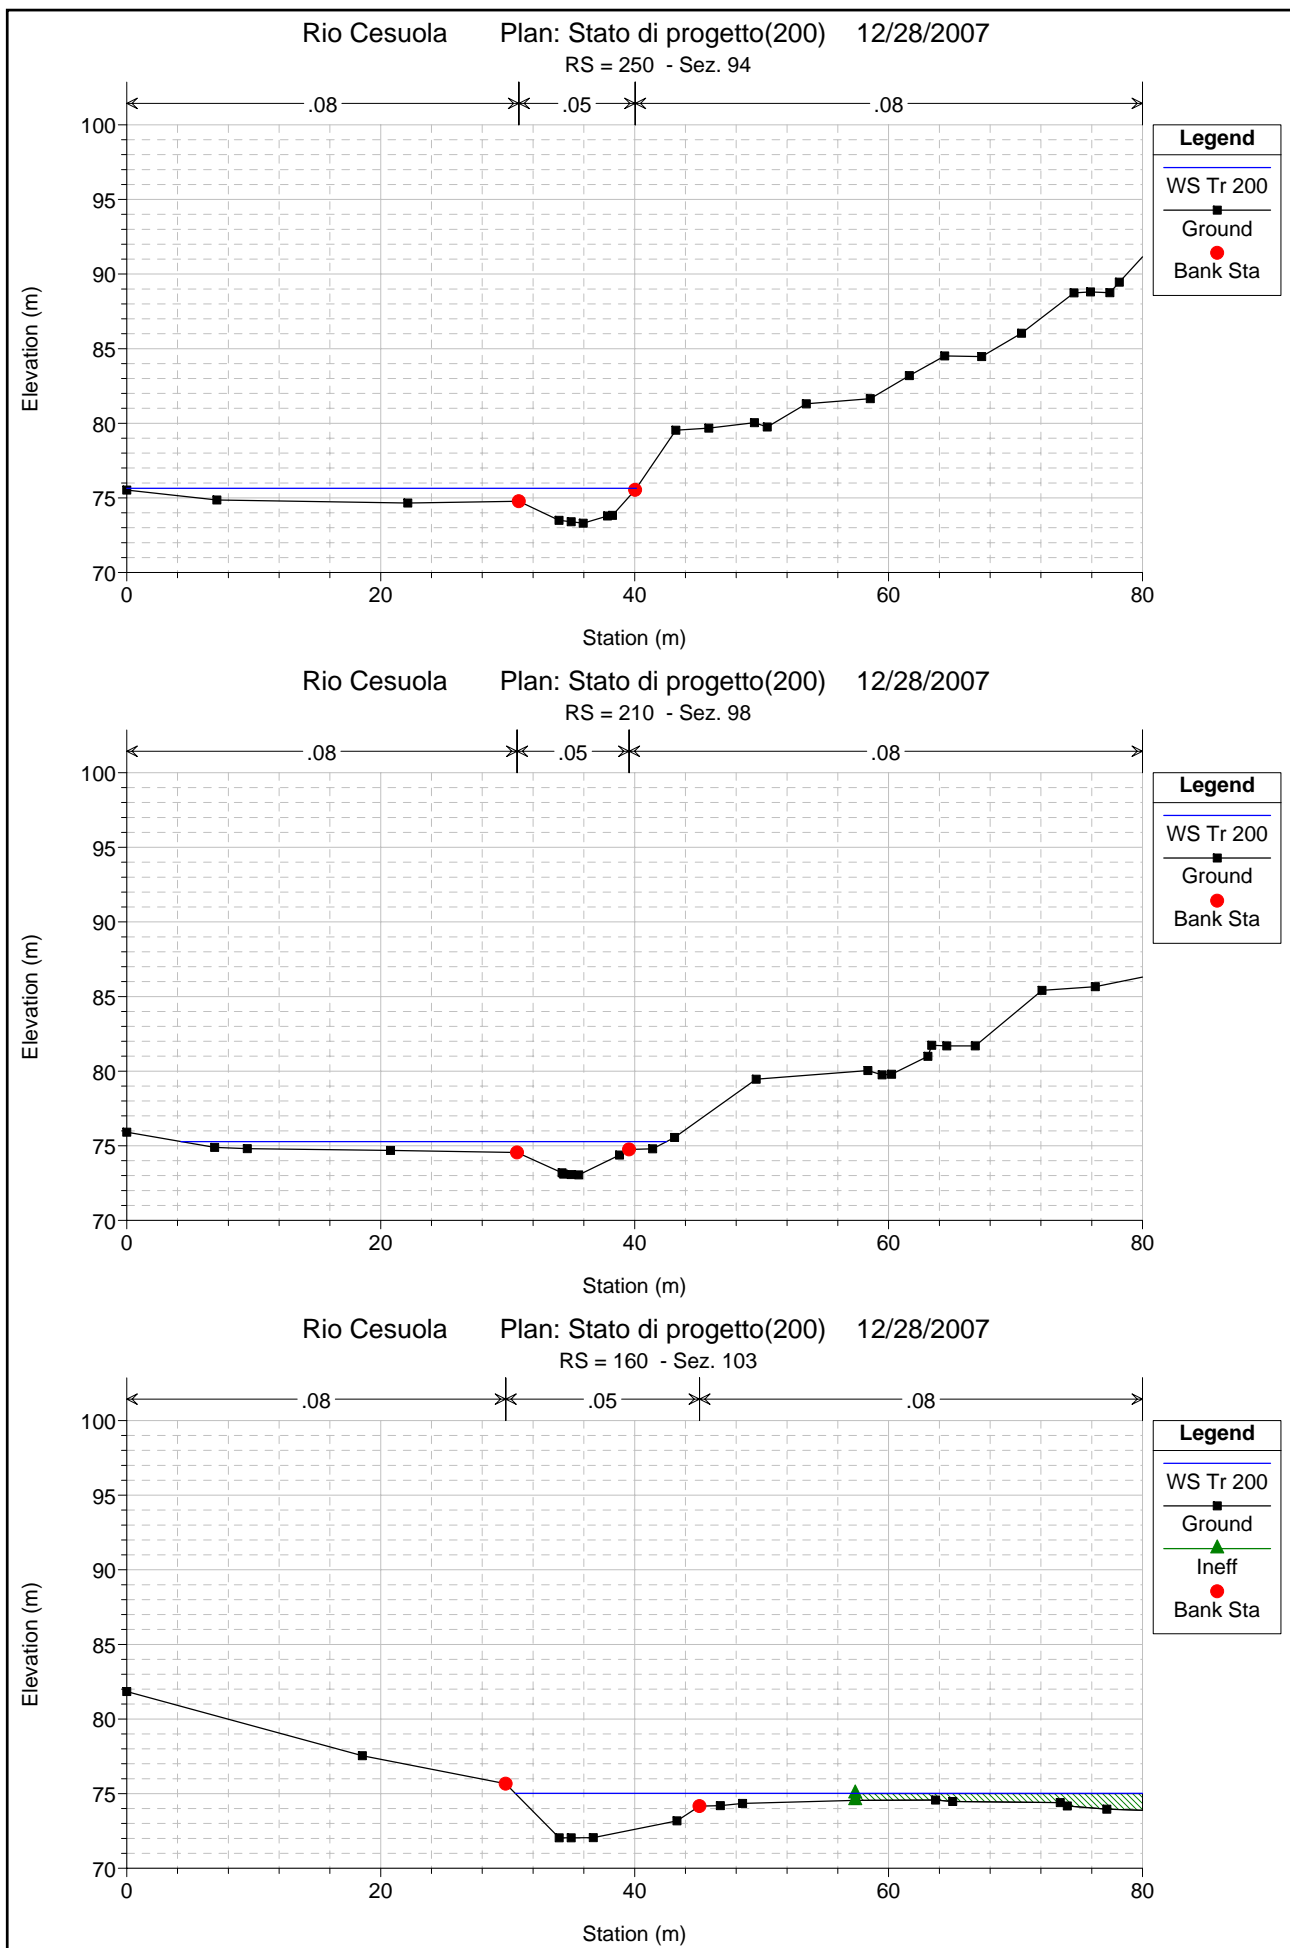 Rio Cesuola Plan: Stato di progetto(200) 12/28/2007
RS = 250 - Sez. 94
.08 .05 .08
100
95
90
85
80
75
70
Elevation (m)
0 20 40 60 80
Station (m)
Legend
WS Tr 200
Ground
Bank Sta
Rio Cesuola Plan: Stato di progetto(200) 12/28/2007
RS = 210 - Sez. 98
.08 .05 .08
100
95
90
85
80
75
70
Elevation (m)
0 20 40 60 80
Station (m)
Legend
WS Tr 200
Ground
Bank Sta
Rio Cesuola Plan: Stato di progetto(200) 12/28/2007
RS = 160 - Sez. 103
.08 .05 .08
100
95
90
85
80
75
70
Elevation (m)
0 20 40 60 80
Station (m)
Legend
WS Tr 200
Ground
Ineff
Bank Sta